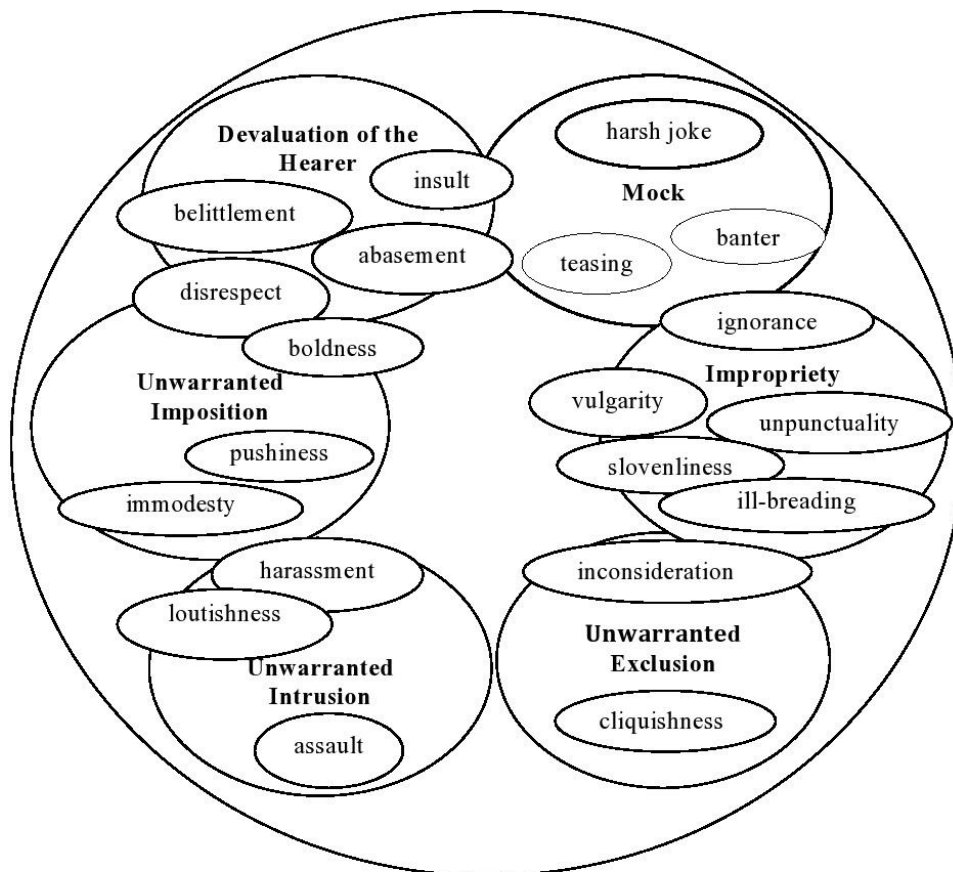 Devaluation of the
Hearer
insult
belittlement
abasement
disrespect
boldness
harsh joke
Mock
banter
teasing
Unwarranted
Imposition
pushiness
immodesty
ignorance
Impropriety
vulgarity
unpunctuality
slovenliness
ill-breading
harassment
loutishness
Unwarranted
Intrusion
assault
inconsideration
Unwarranted
Exclusion
cliquishness